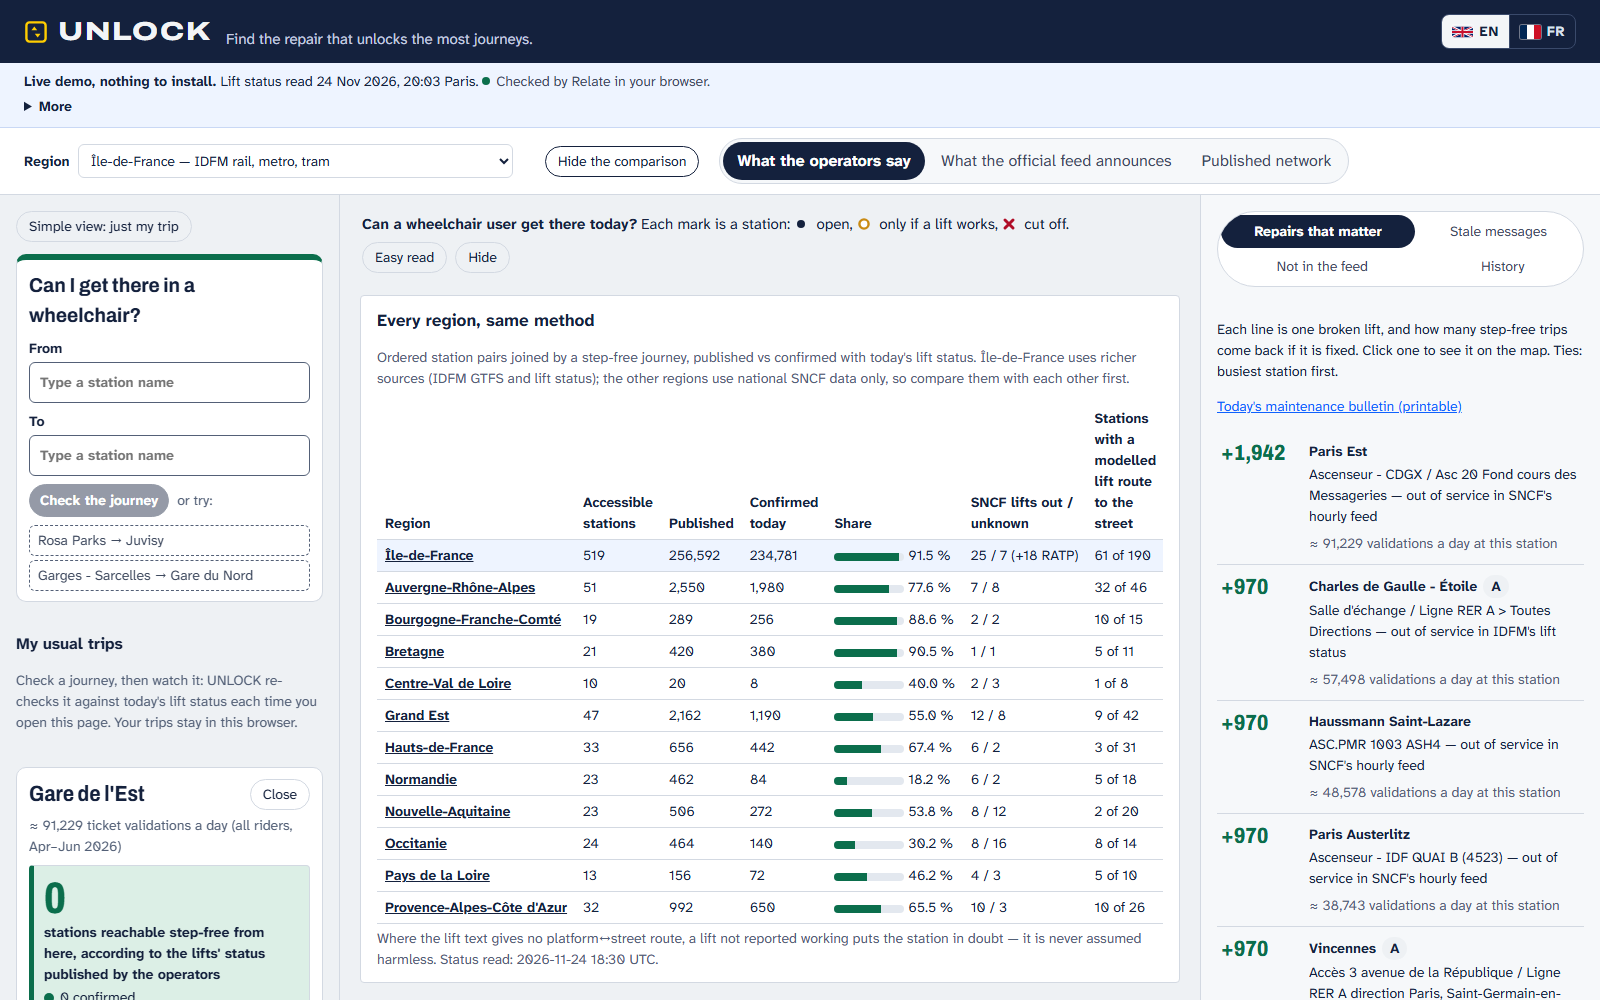 UNLOCK
Find the repair that unlocks the most journeys.
EN
FR
Live demo, nothing to install. Lift status read 24 Nov 2026, 20:03 Paris. Checked by Relate in your browser.
More
Region
Île-de-France — IDFM rail, metro, tram
Hide the comparison
What the operators say
What the official feed announces
Published network
Simple view: just my trip
Can I get there in a
wheelchair?
From
Type a station name
To
Type a station name
Check the journey
or try:
Rosa Parks → Juvisy
Garges - Sarcelles → Gare du Nord
My usual trips
Check a journey, then watch it: UNLOCK re-
checks it against today's lift status each time you
open this page. Your trips stay in this browser.
Gare de l'Est
Close
≈ 91,229 ticket validations a day (all riders,
Apr–Jun 2026)
0
stations reachable step-free from
here, according to the lifts' status
published by the operators
0 confirmed
Can a wheelchair user get there today? Each mark is a station: open, only if a lift works, cut off.
Easy read
Hide
Every region, same method
Ordered station pairs joined by a step-free journey, published vs confirmed with today's lift status. Île-de-France uses richer
sources (IDFM GTFS and lift status); the other regions use national SNCF data only, so compare them with each other first.
Region
Accessible
stations
Published
Confirmed
today
Share
SNCF lifts out /
unknown
Stations
with a
modelled
lift route
to the
street
Île-de-France 519 256,592 234,781 91.5 % 25 / 7 (+18 RATP) 61 of 190
Auvergne-Rhône-Alpes 51 2,550 1,980 77.6 % 7 / 8 32 of 46
Bourgogne-Franche-Comté 19 289 256 88.6 % 2 / 2 10 of 15
Bretagne 21 420 380 90.5 % 1 / 1 5 of 11
Centre-Val de Loire 10 20 8 40.0 % 2 / 3 1 of 8
Grand Est 47 2,162 1,190 55.0 % 12 / 8 9 of 42
Hauts-de-France 33 656 442 67.4 % 6 / 2 3 of 31
Normandie 23 462 84 18.2 % 6 / 2 5 of 18
Nouvelle-Aquitaine 23 506 272 53.8 % 8 / 12 2 of 20
Occitanie 24 464 140 30.2 % 8 / 16 8 of 14
Pays de la Loire 13 156 72 46.2 % 4 / 3 5 of 10
Provence-Alpes-Côte d'Azur 32 992 650 65.5 % 10 / 3 10 of 26
Where the lift text gives no platform↔street route, a lift not reported working puts the station in doubt — it is never assumed
harmless. Status read: 2026-11-24 18:30 UTC.
Repairs that matter
Stale messages
Not in the feed
History
Each line is one broken lift, and how many step-free trips
come back if it is fixed. Click one to see it on the map. Ties:
busiest station first.
Today's maintenance bulletin (printable)
+1,942
Paris Est
Ascenseur - CDGX / Asc 20 Fond cours des
Messageries — out of service in SNCF's
hourly feed
≈ 91,229 validations a day at this station
+970
Charles de Gaulle - Étoile A
Salle d'échange / Ligne RER A > Toutes
Directions — out of service in IDFM's lift
status
≈ 57,498 validations a day at this station
+970
Haussmann Saint-Lazare
ASC.PMR 1003 ASH4 — out of service in
SNCF's hourly feed
≈ 48,578 validations a day at this station
+970
Paris Austerlitz
Ascenseur - IDF QUAI B (4523) — out of
service in SNCF's hourly feed
≈ 38,743 validations a day at this station
+970
Vincennes A
Accès 3 avenue de la République / Ligne
RER A direction Paris, Saint-Germain-en-